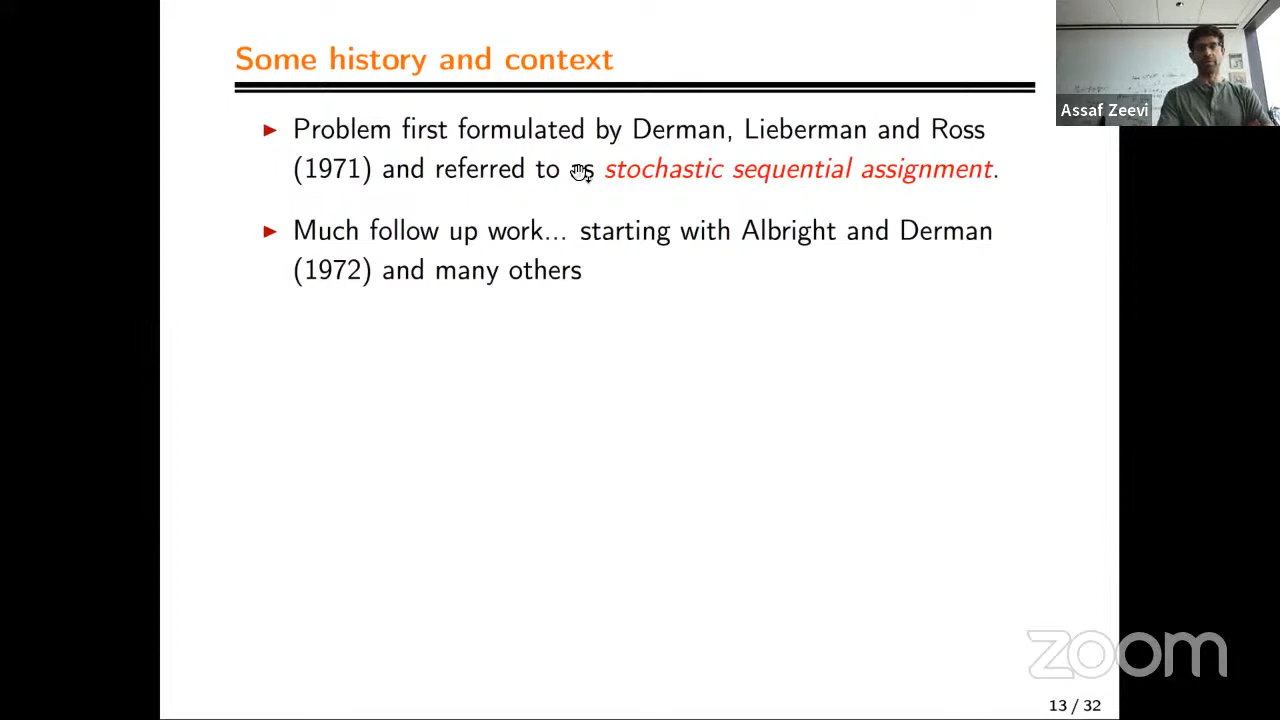 Some history and context
Assaf Zeevi
Problem first formulated by Derman, Lieberman and Ross
(1971) and referred to as stochastic sequential assignment.
Much follow up work... starting with Albright and Derman
(1972) and many others
zoom
13 / 32